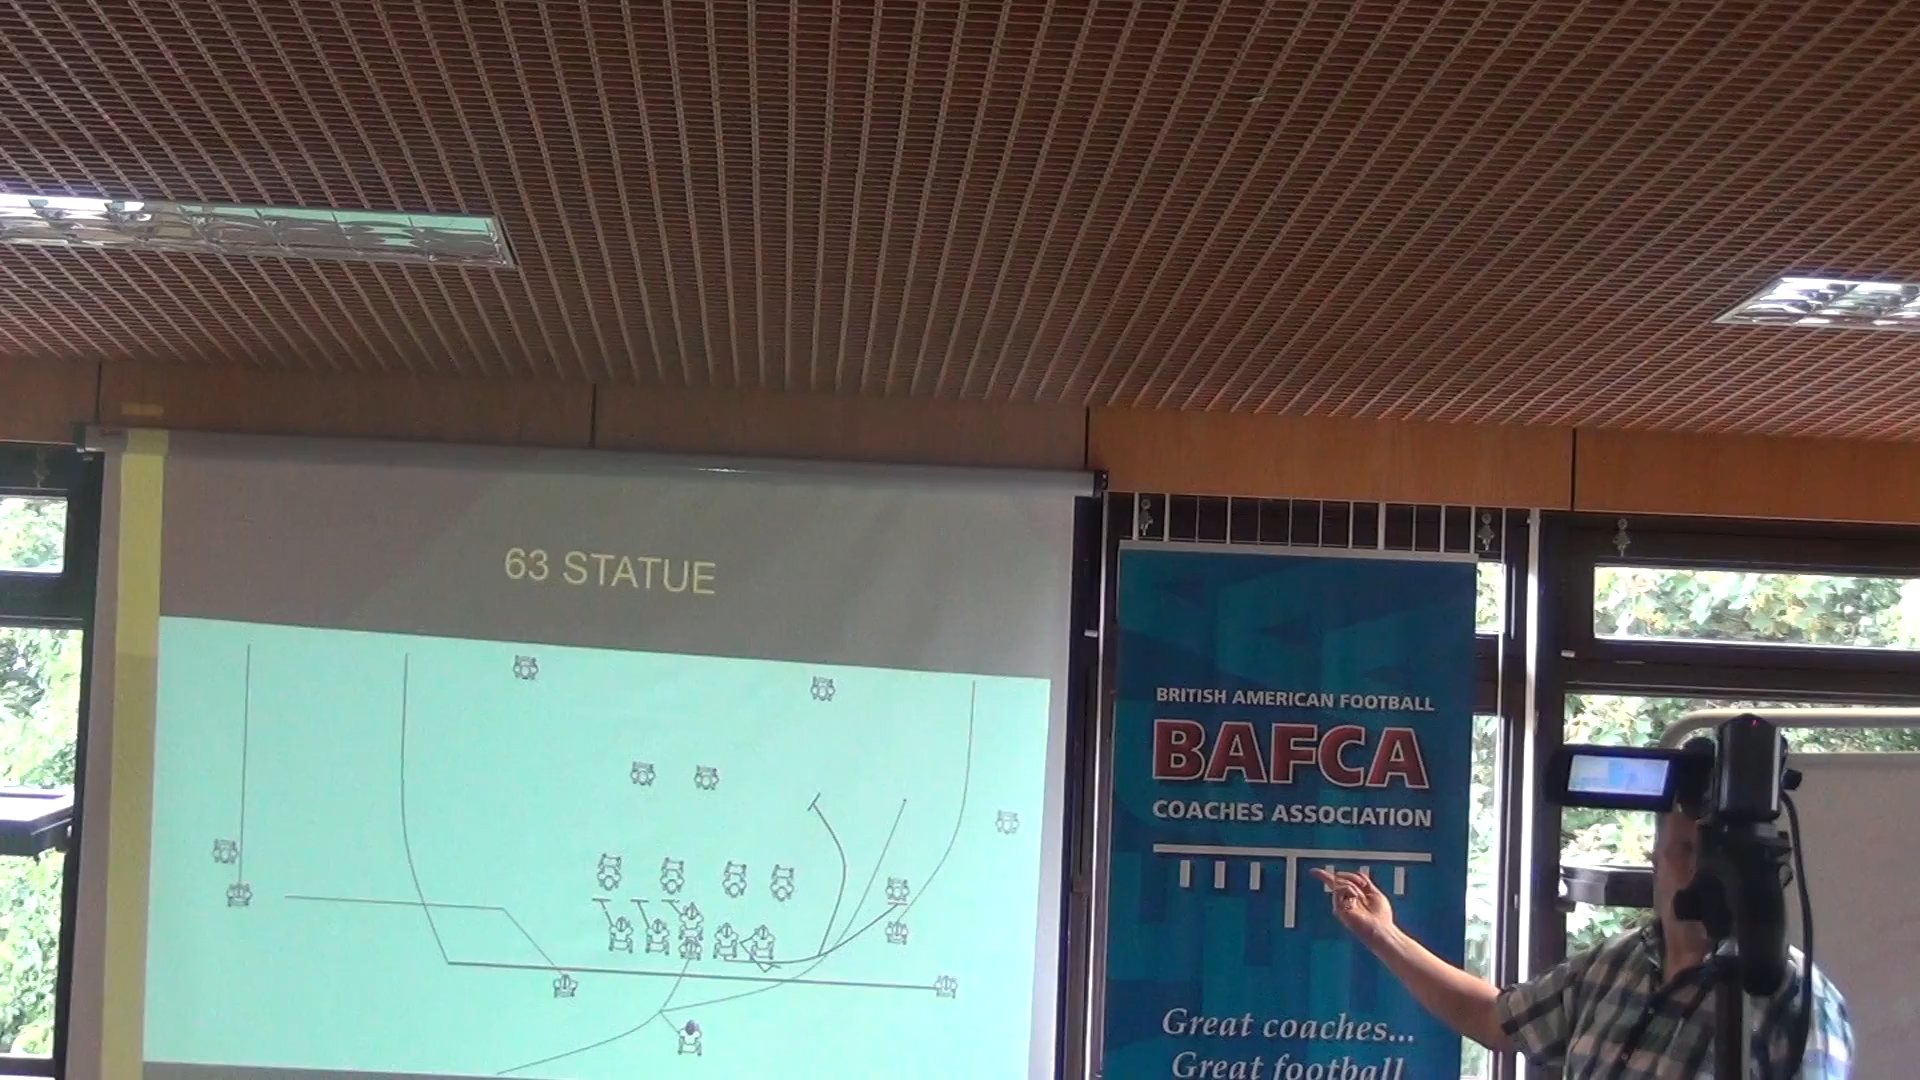 63 STATUE
BRITISH AMERICAN FOOTBALL
BAFCA
COACHES ASSOCIATION
Great coaches...
Great football